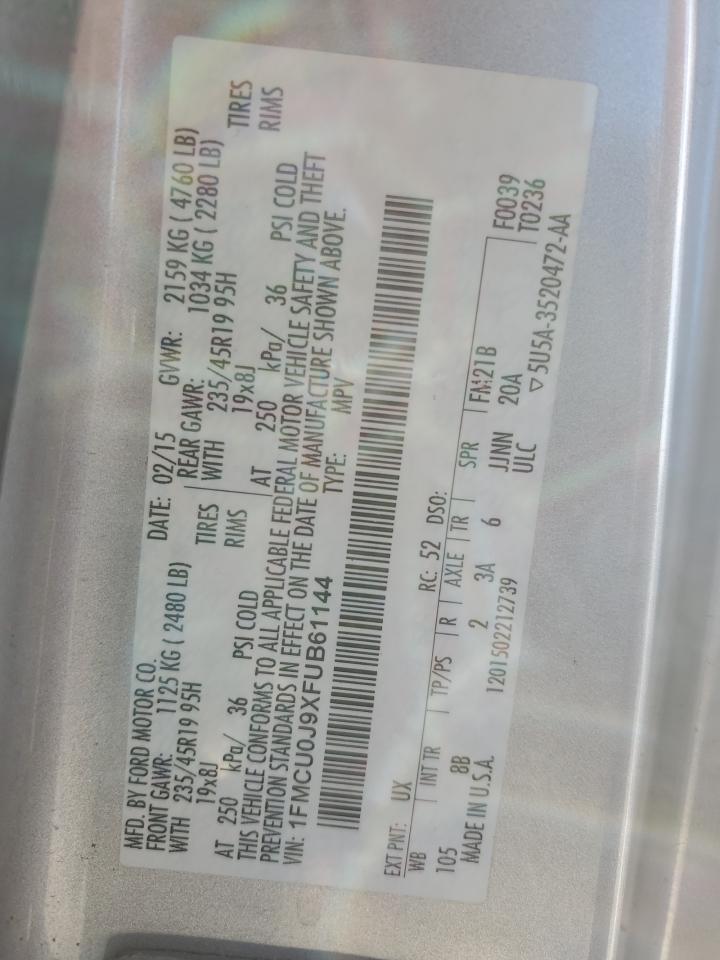 MFD. BY FORD MOTOR CO. DATE: 02/15 GVWR: 2159 KG ( 4760 LB)
FRONT GAWR: 1125 KG ( 2480 LB) REAR GAWR: 1034 KG ( 2280 LB)
WITH 235/45R19 95H TIRES WITH 235/45R19 95H TIRES
19x8J RIMS 19x8J RIMS
AT 250 kPa/ 36 PSI COLD AT 250 kPa/ 36 PSI COLD
THIS VEHICLE CONFORMS TO ALL APPLICABLE FEDERAL MOTOR VEHICLE SAFETY AND THEFT
PREVENTION STANDARDS IN EFFECT ON THE DATE OF MANUFACTURE SHOWN ABOVE.
VIN: 1FMCU0J9XFUB61144 TYPE: MPV
EXT PNT: UX RC: 52 DSO: F0039
WB INT TR TP/PS R AXLE TR SPR FM21B T0236
105 8B 2 3A 6 JJNN 20A
MADE IN U.S.A. 1201502212739 ULC ▽5U5A-3520472-AA